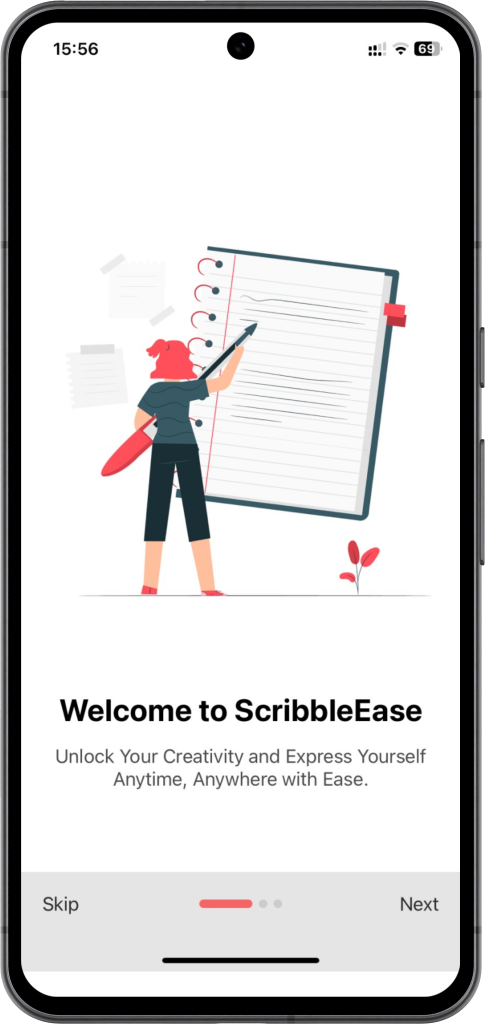 15:56
69
Welcome to ScribbleEase
Unlock Your Creativity and Express Yourself
Anytime, Anywhere with Ease.
Skip
Next